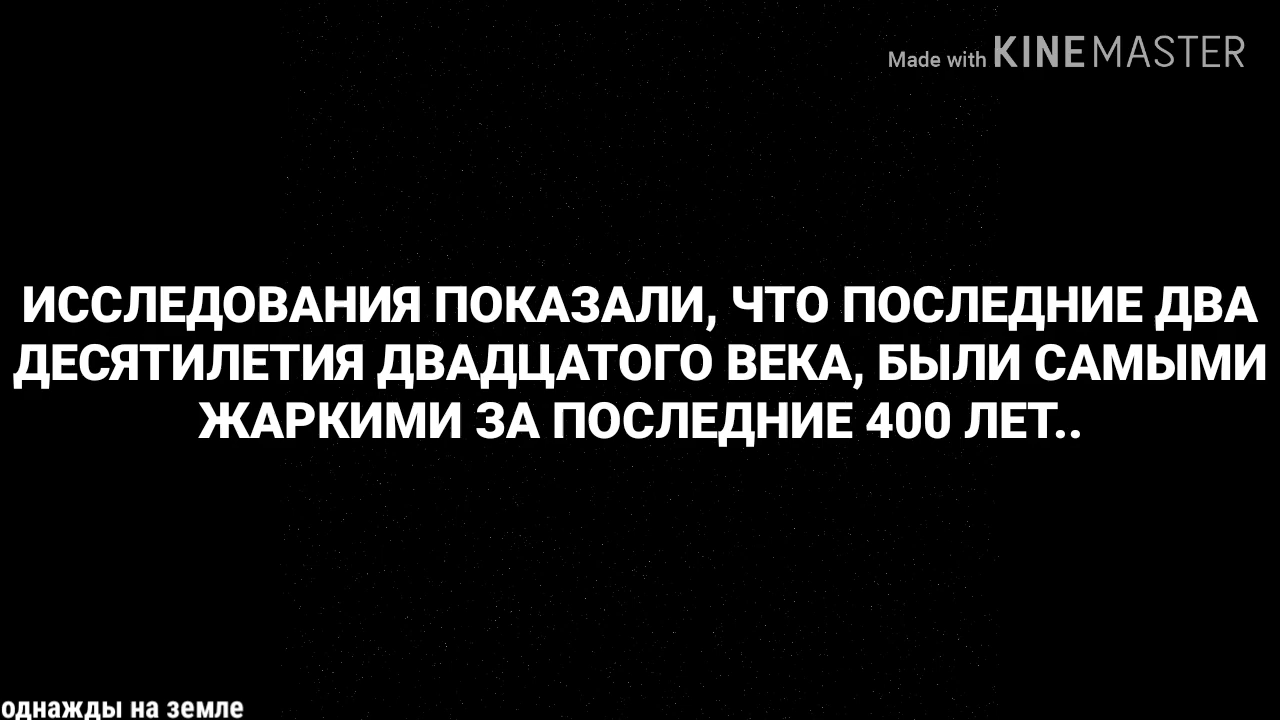 Made with KINEMASTER
ИССЛЕДОВАНИЯ ПОКАЗАЛИ, ЧТО ПОСЛЕДНИЕ ДВА
ДЕСЯТИЛЕТИЯ ДВАДЦАТОГО ВЕКА, БЫЛИ САМЫМИ
ЖАРКИМИ ЗА ПОСЛЕДНИЕ 400 ЛЕТ..
однажды на земле